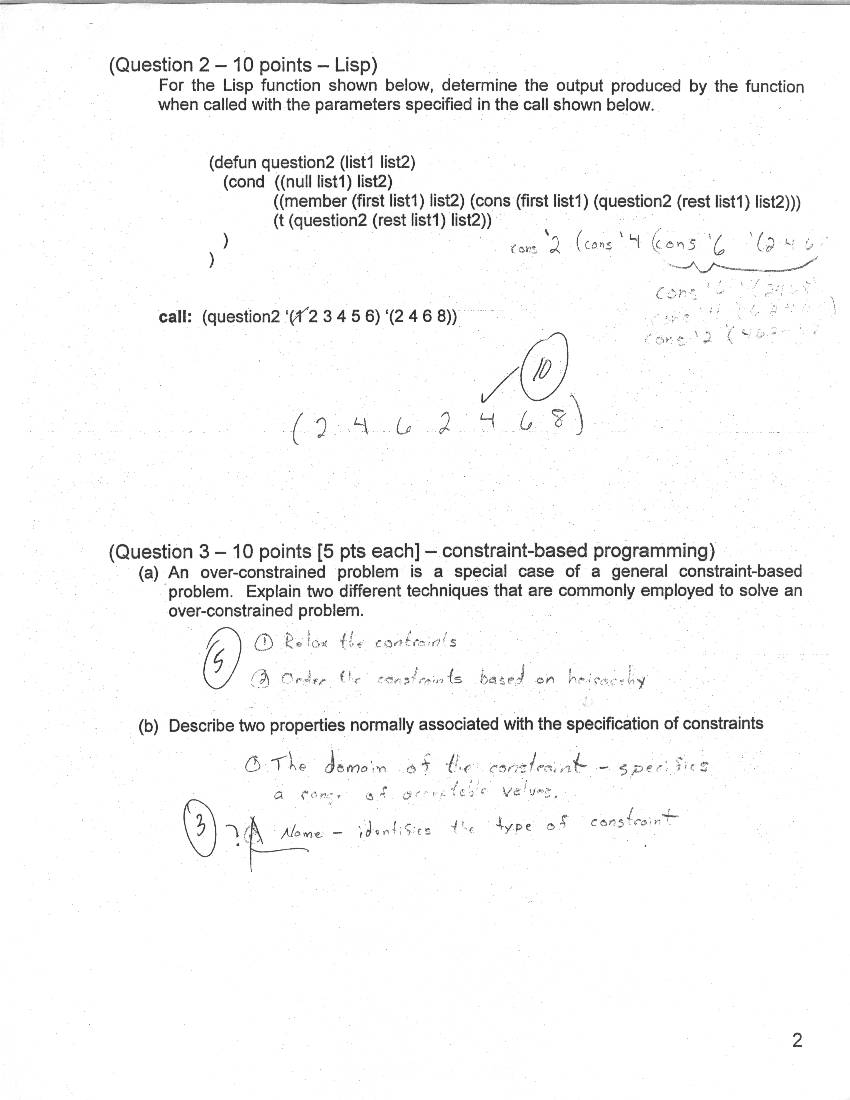 (Question 2 – 10 points – Lisp)
For the Lisp function shown below, determine the output produced by the function
when called with the parameters specified in the call shown below.
(defun question2 (list1 list2)
(cond ((null list1) list2)
((member (first list1) list2) (cons (first list1) (question2 (rest list1) list2)))
(t (question2 (rest list1) list2))
)
)
cons '2 (cons '4 (cons '6 '(2 4 6
cons '6 '(2468
cons '2 (
call: (question2 '(1 2 3 4 5 6) '(2 4 6 8))
10
(2 4 6 2 4 6 8)
(Question 3 – 10 points [5 pts each] – constraint-based programming)
(a) An over-constrained problem is a special case of a general constraint-based
problem. Explain two different techniques that are commonly employed to solve an
over-constrained problem.
5
① Relax the contraints
② Order the constraints based on heirarchy
(b) Describe two properties normally associated with the specification of constraints
① The domain of the constraint – specifies
a range of values.
3
? Name – identifies the type of constraint
2